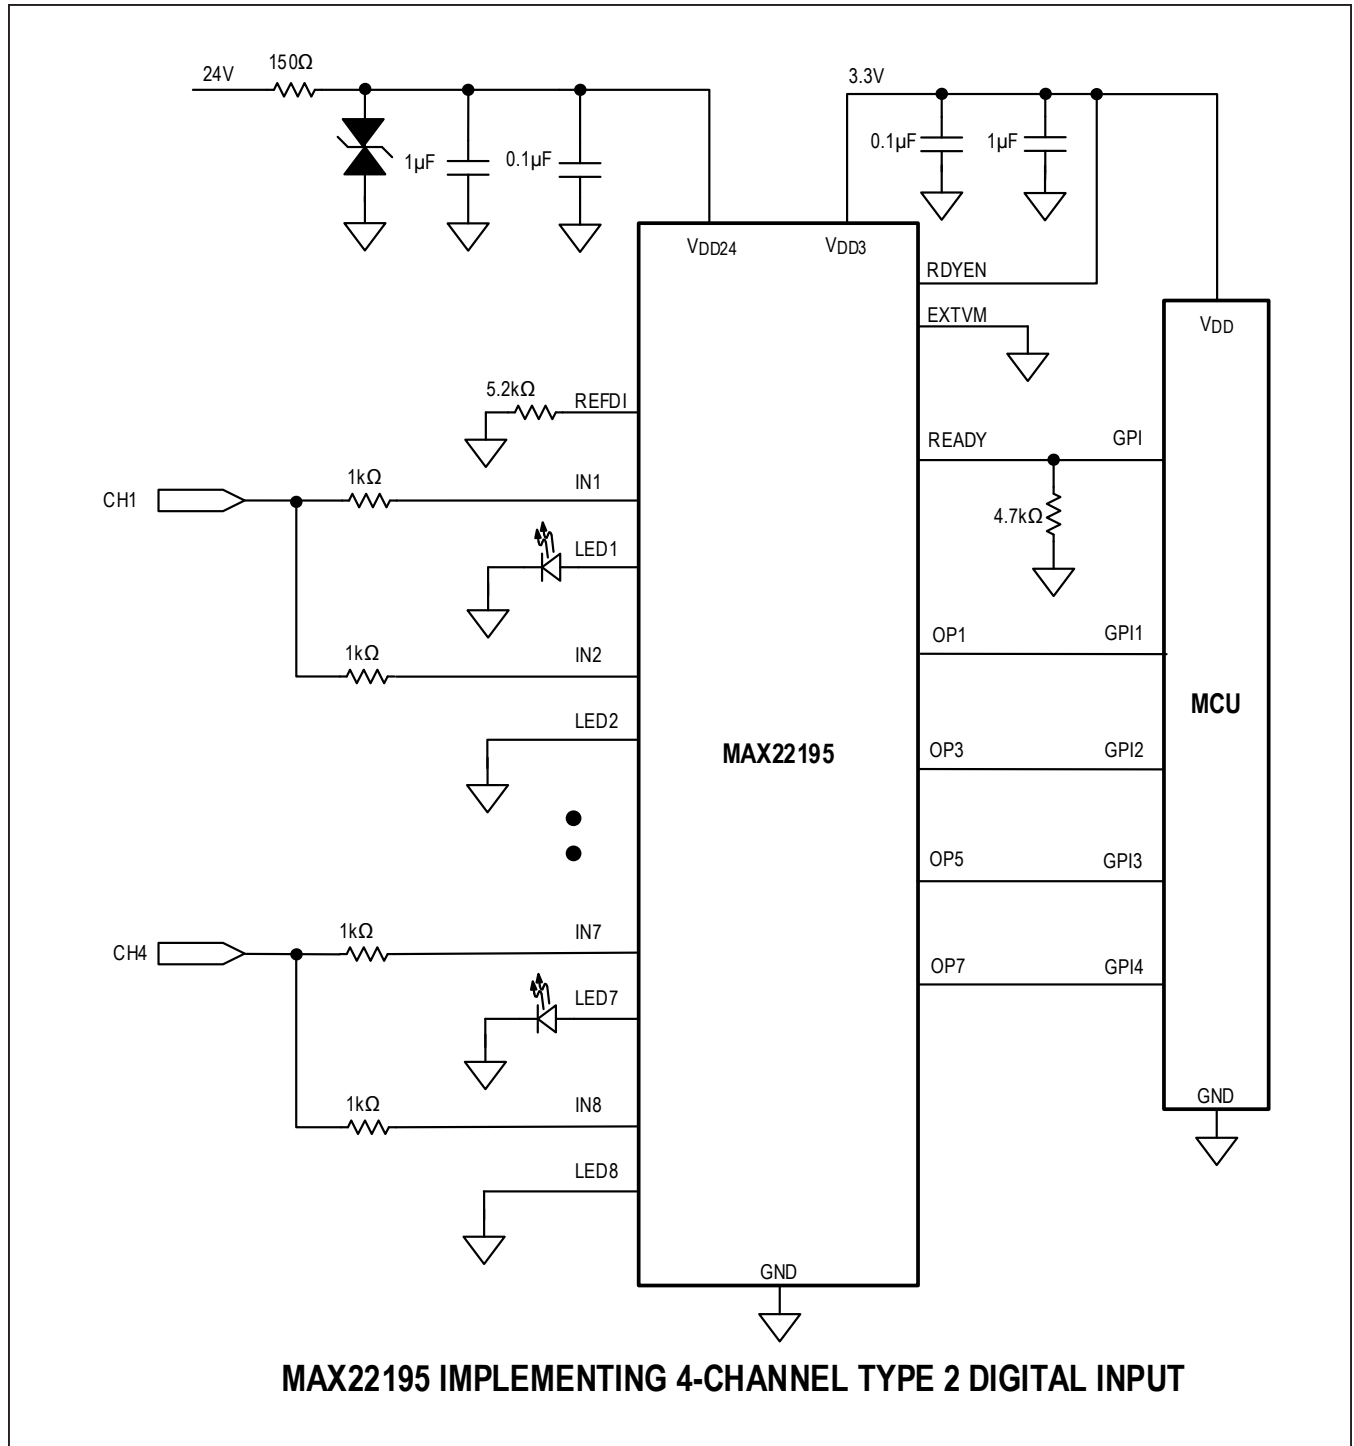 24V
150Ω
3.3V
1µF
0.1µF
0.1µF
1µF
VDD24
VDD3
RDYEN
EXTVM
VDD
5.2kΩ
REFDI
READY
GPI
1kΩ
IN1
CH1
4.7kΩ
LED1
OP1
GPI1
1kΩ
IN2
MCU
LED2
MAX22195
OP3
GPI2
OP5
GPI3
1kΩ
IN7
CH4
OP7
GPI4
LED7
1kΩ
IN8
GND
LED8
GND
MAX22195 IMPLEMENTING 4-CHANNEL TYPE 2 DIGITAL INPUT